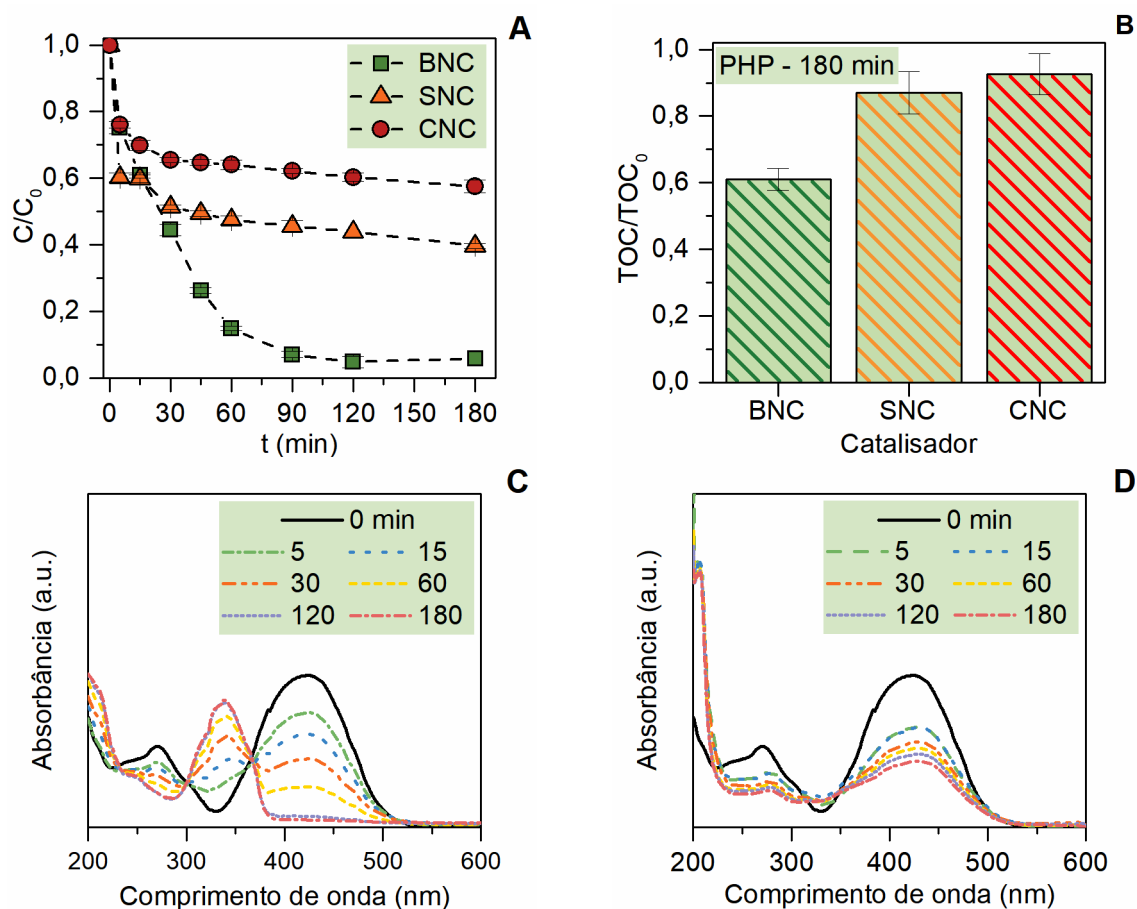 A
1,0
0,8
0,6
0,4
0,2
0,0
C/C0
BNC
SNC
CNC
0 30 60 90 120 150 180
t (min)
B
1,0
0,8
0,6
0,4
0,2
0,0
TOC/TOC0
PHP - 180 min
BNC SNC CNC
Catalisador
C
0 min
5 15
30 60
120 180
Absorbância (a.u.)
200 300 400 500 600
Comprimento de onda (nm)
D
0 min
5 15
30 60
120 180
Absorbância (a.u.)
200 300 400 500 600
Comprimento de onda (nm)